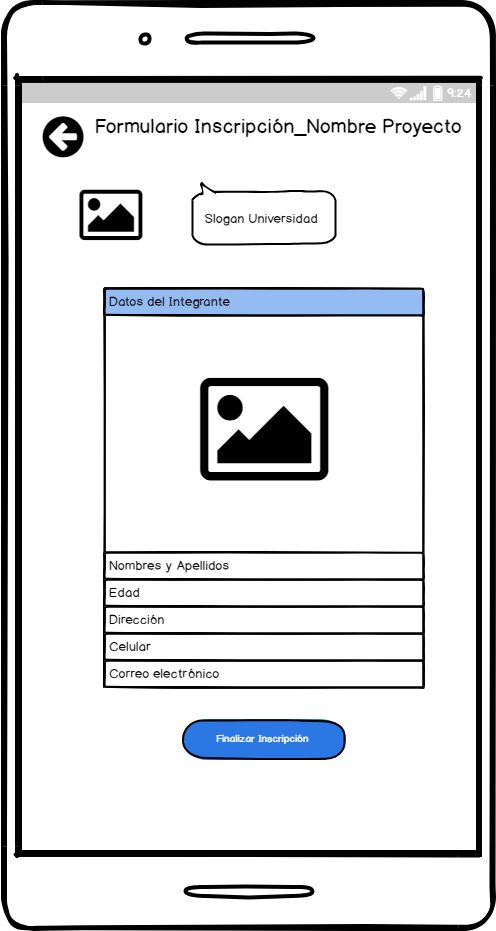 9:24
Formulario Inscripción_Nombre Proyecto
Slogan Universidad
Datos del Integrante
Nombres y Apellidos
Edad
Dirección
Celular
Correo electrónico
Finalizar Inscripción